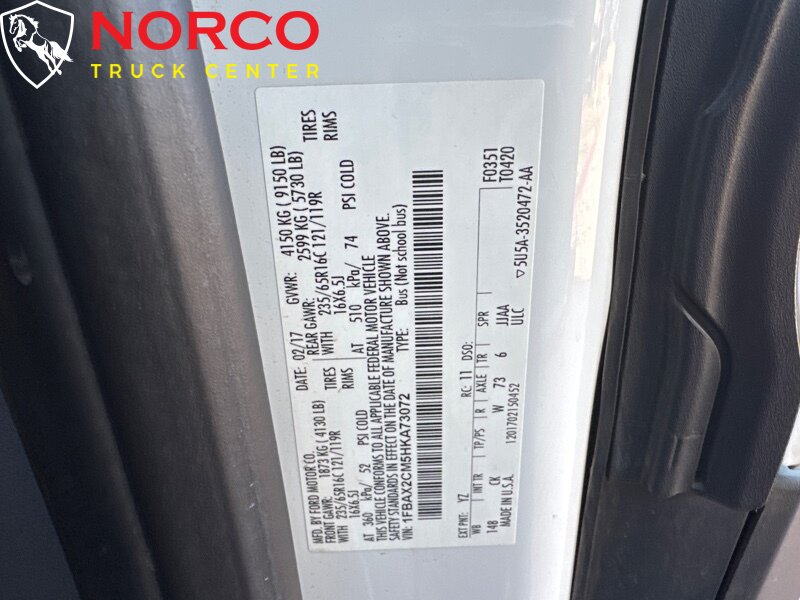 NORCO
TRUCK CENTER
MFD. BY FORD MOTOR CO. DATE: 02/17 GVWR: 4150 KG ( 9150 LB)
FRONT GAWR: 1873 KG ( 4130 LB) REAR GAWR: 2599 KG ( 5730 LB)
WITH 235/65R16C 121/119R TIRES WITH 235/65R16C 121/119R TIRES
16X6.5J RIMS 16X6.5J RIMS
AT 360 kPa/ 52 PSI COLD AT 510 kPa/ 74 PSI COLD
THIS VEHICLE CONFORMS TO ALL APPLICABLE FEDERAL MOTOR VEHICLE
SAFETY STANDARDS IN EFFECT ON THE DATE OF MANUFACTURE SHOWN ABOVE.
VIN: 1FBAX2CM5HKA73072 TYPE: Bus (Not school bus)
F0351
T0420
EXT PNT: YZ RC: 11 DSO:
WB S INT TR TP/PS R AXLE TR SPR
148 CK W 73 6 JJAA
MADE IN U.S.A. 1201702150452 ULC
▽5U5A-3520472-AA